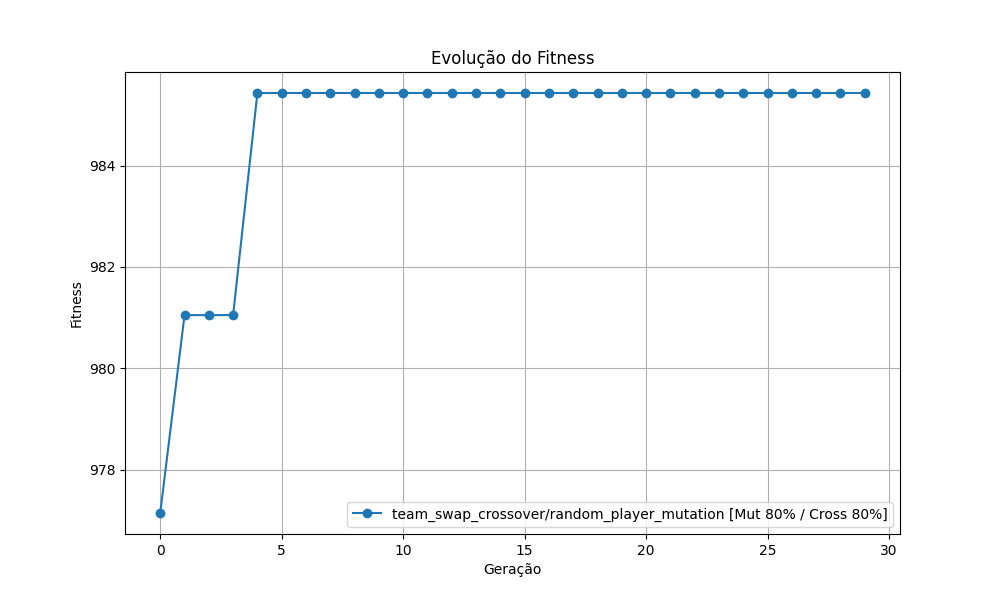 Evolução do Fitness
Fitness
984
982
980
978
team_swap_crossover/random_player_mutation [Mut 80% / Cross 80%]
0 5 10 15 20 25 30
Geração